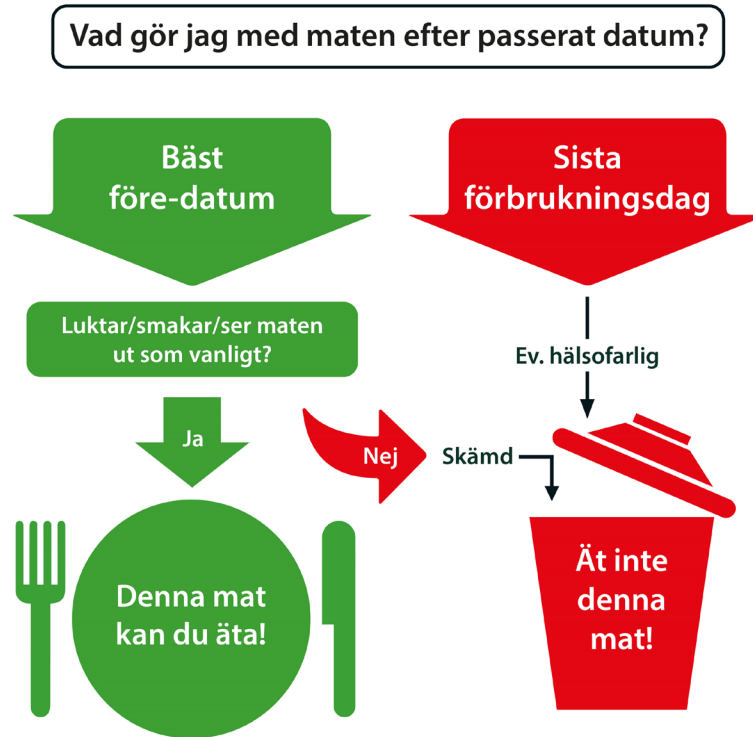 Vad gör jag med maten efter passerat datum?
Bäst
före-datum
Sista
förbrukningsdag
Luktar/smakar/ser maten
ut som vanligt?
Ev. hälsofarlig
Ja
Nej
Skämd
Denna mat
kan du äta!
Ät inte
denna
mat!